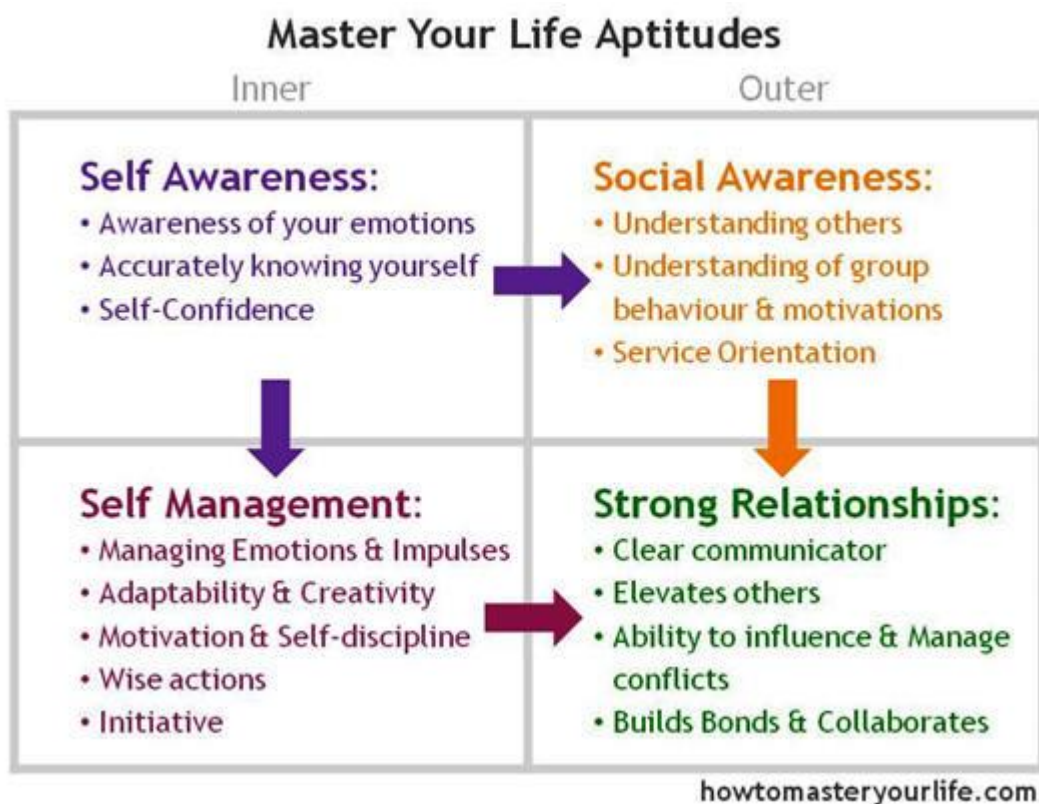 Master Your Life Aptitudes
Inner
Outer
Self Awareness:
• Awareness of your emotions
• Accurately knowing yourself
• Self-Confidence
Social Awareness:
• Understanding others
• Understanding of group
behaviour & motivations
• Service Orientation
Self Management:
• Managing Emotions & Impulses
• Adaptability & Creativity
• Motivation & Self-discipline
• Wise actions
• Initiative
Strong Relationships:
• Clear communicator
• Elevates others
• Ability to influence & Manage
conflicts
• Builds Bonds & Collaborates
howtomasteryourlife.com